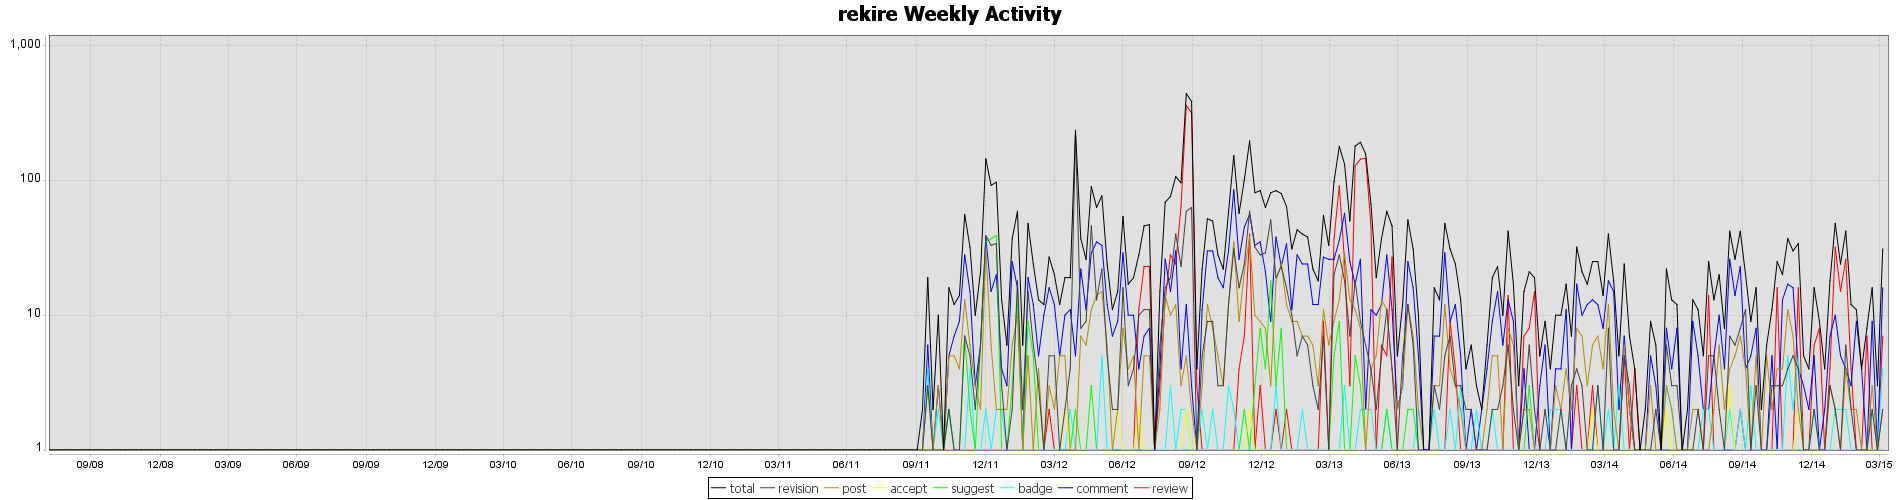 rekire Weekly Activity
1,000
100
10
1
09/08 12/08 03/09 06/09 09/09 12/09 03/10 06/10 09/10 12/10 03/11 06/11 09/11 12/11 03/12 06/12 09/12 12/12 03/13 06/13 09/13 12/13 03/14 06/14 09/14 12/14 03/15
total revision post accept suggest badge comment review